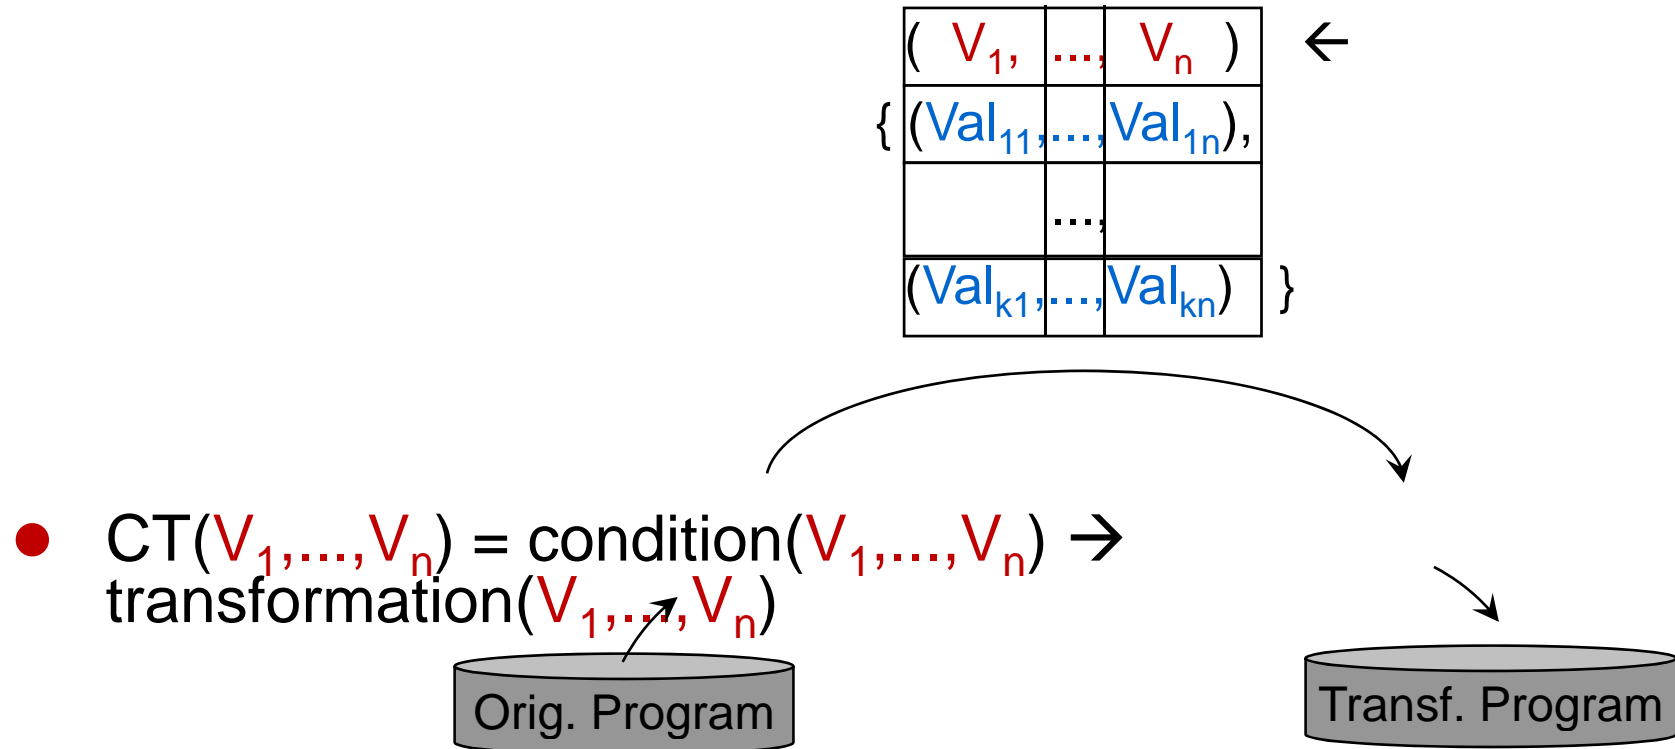 ( V₁, ..., Vₙ ) ←
{ (Val₁₁,...,Val₁ₙ),
...,
(Valₖ₁,...,Valₖₙ) }
● CT(V₁,...,Vₙ) = condition(V₁,...,Vₙ) →
transformation(V₁,...,Vₙ)
Orig. Program
Transf. Program